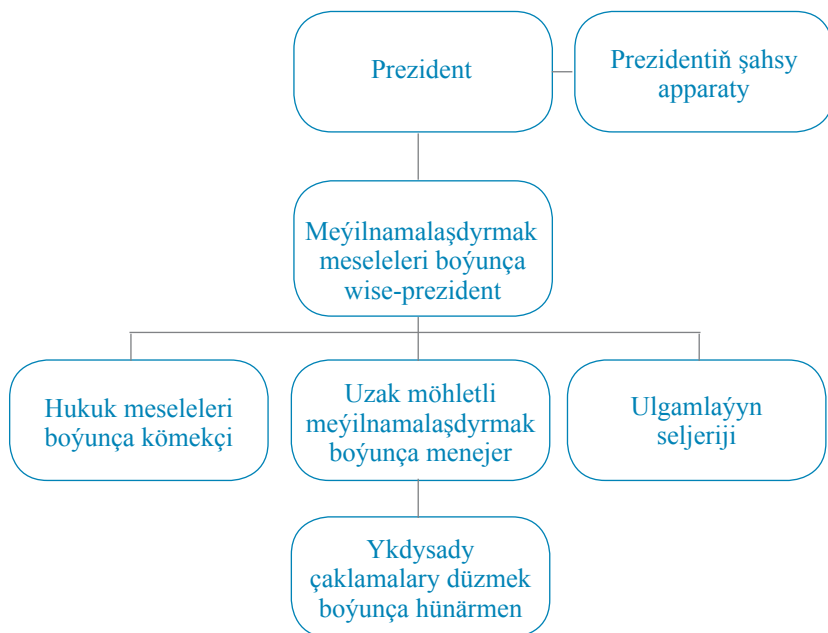 Prezident
Prezidentiň şahsy
apparaty
Meýilnamalaşdyrmak
meseleleri boýunça
wise-prezident
Hukuk meseleleri
boýunça kömekçi
Uzak möhletli
meýilnamalaşdyrmak
boýunça menejer
Ulgamlaýyn
seljeriji
Ykdysady
çaklamalary düzmek
boýunça hünärmen